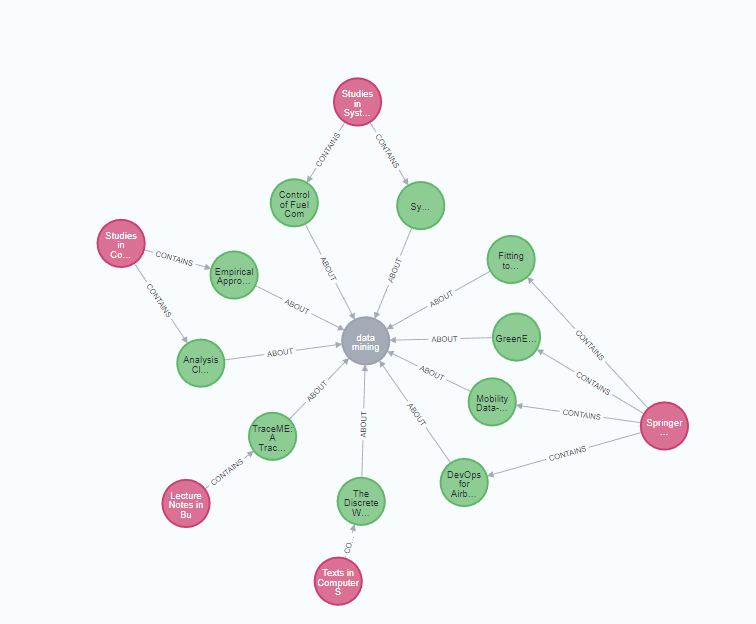 Studies
in
Syst...
CONTAINS
CONTAINS
Control
of Fuel
Com
Sy...
ABOUT
ABOUT
Studies
in
Co...
CONTAINS
CONTAINS
Empirical
Appro...
ABOUT
Analysis
Cl...
ABOUT
Fitting
to...
ABOUT
CONTAINS
data
mining
GreenE...
ABOUT
CONTAINS
Mobility
Data-...
ABOUT
CONTAINS
Springer
...
TraceME:
A
Trac...
ABOUT
CONTAINS
Lecture
Notes in
Bu
The
Discrete
W...
ABOUT
CO...
Texts in
Computer
S
DevOps
for
Airb...
ABOUT
CONTAINS